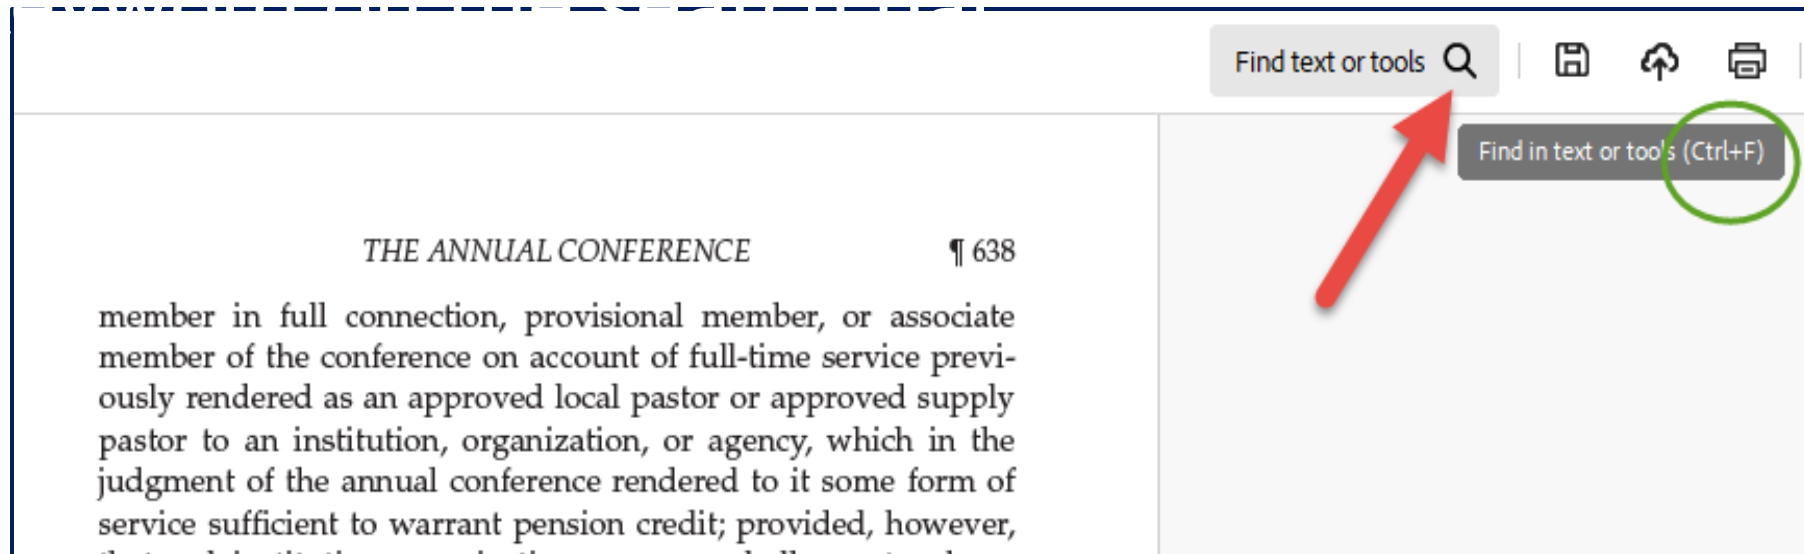 Find text or tools
Find in text or tools (Ctrl+F)
THE ANNUAL CONFERENCE ¶ 638
member in full connection, provisional member, or associate
member of the conference on account of full-time service previ-
ously rendered as an approved local pastor or approved supply
pastor to an institution, organization, or agency, which in the
judgment of the annual conference rendered to it some form of
service sufficient to warrant pension credit; provided, however,